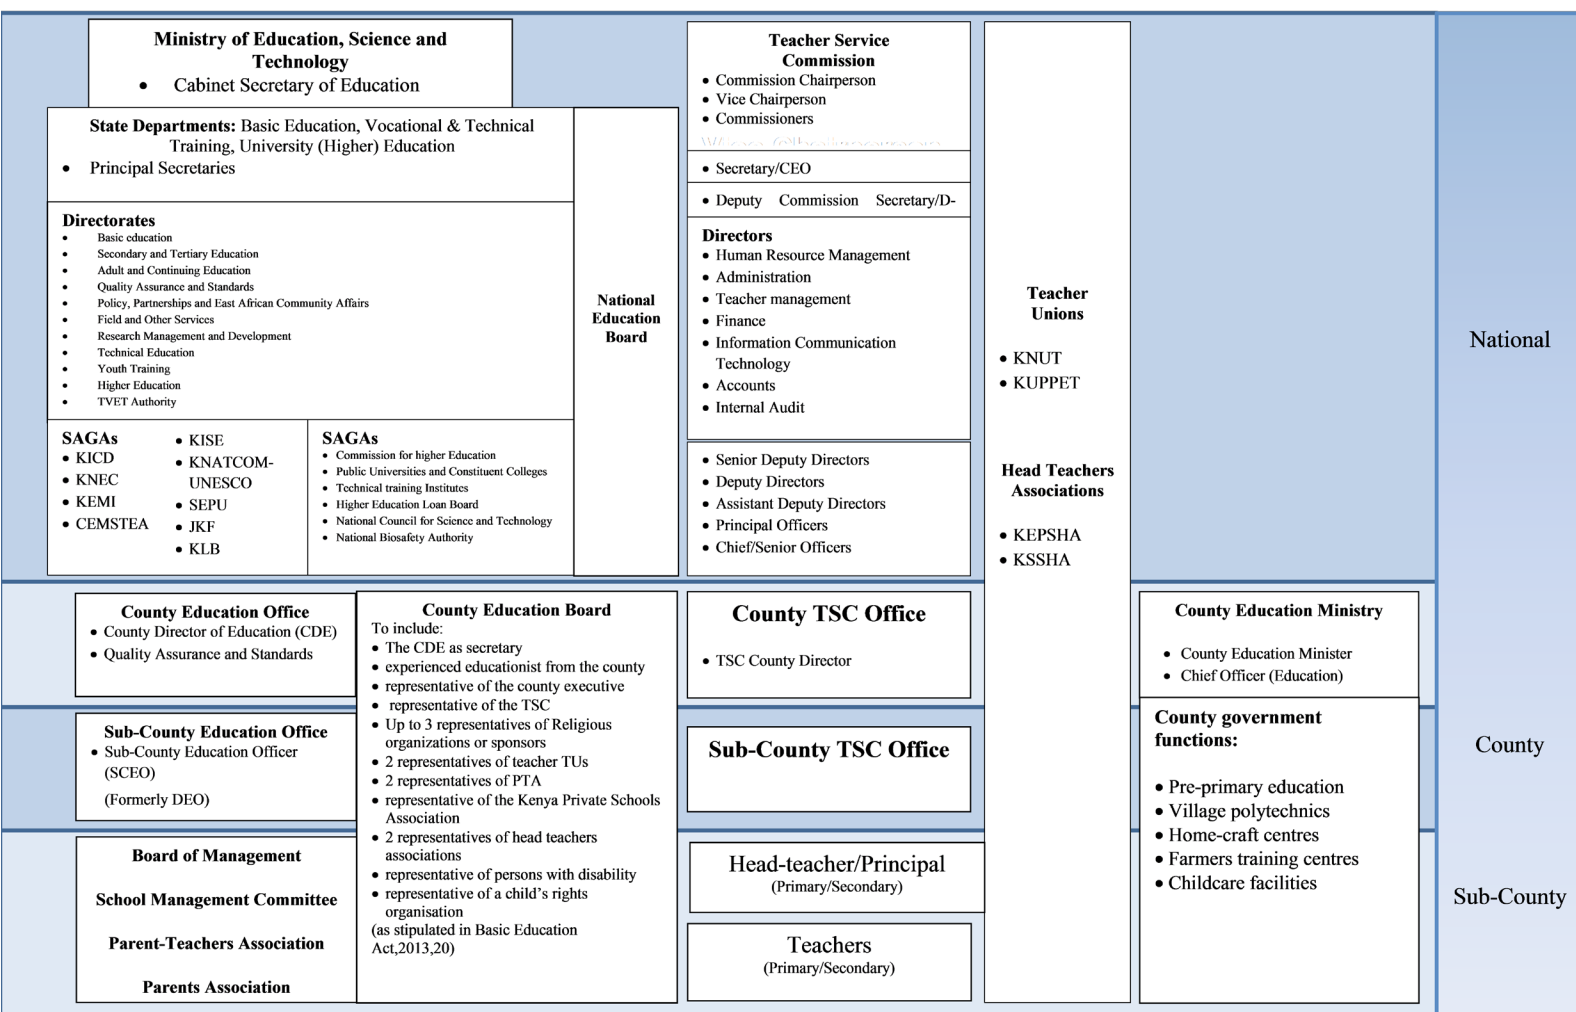 Ministry of Education, Science and
Technology
• Cabinet Secretary of Education
State Departments: Basic Education, Vocational & Technical
Training, University (Higher) Education
• Principal Secretaries
Directorates
• Basic education
• Secondary and Tertiary Education
• Adult and Continuing Education
• Quality Assurance and Standards
• Policy, Partnerships and East African Community Affairs
• Field and Other Services
• Research Management and Development
• Technical Education
• Youth Training
• Higher Education
• TVET Authority
SAGAs
• KICD
• KNEC
• KEMI
• CEMSTEA
• KISE
• KNATCOM-
UNESCO
• SEPU
• JKF
• KLB
SAGAs
• Commission for higher Education
• Public Universities and Constituent Colleges
• Technical training Institutes
• Higher Education Loan Board
• National Council for Science and Technology
• National Biosafety Authority
National
Education
Board
Teacher Service
Commission
• Commission Chairperson
• Vice Chairperson
• Commissioners
• Secretary/CEO
• Deputy Commission Secretary/D-
Directors
• Human Resource Management
• Administration
• Teacher management
• Finance
• Information Communication
Technology
• Accounts
• Internal Audit
• Senior Deputy Directors
• Deputy Directors
• Assistant Deputy Directors
• Principal Officers
• Chief/Senior Officers
Teacher
Unions
• KNUT
• KUPPET
Head Teachers
Associations
• KEPSHA
• KSSHA
National
County Education Office
• County Director of Education (CDE)
• Quality Assurance and Standards
Sub-County Education Office
• Sub-County Education Officer
(SCEO)
(Formerly DEO)
Board of Management
School Management Committee
Parent-Teachers Association
Parents Association
County Education Board
To include:
• The CDE as secretary
• experienced educationist from the county
• representative of the county executive
• representative of the TSC
• Up to 3 representatives of Religious
organizations or sponsors
• 2 representatives of teacher TUs
• 2 representatives of PTA
• representative of the Kenya Private Schools
Association
• 2 representatives of head teachers
associations
• representative of persons with disability
• representative of a child's rights
organisation
(as stipulated in Basic Education
Act,2013,20)
County TSC Office
• TSC County Director
Sub-County TSC Office
Head-teacher/Principal
(Primary/Secondary)
Teachers
(Primary/Secondary)
County Education Ministry
• County Education Minister
• Chief Officer (Education)
County government
functions:
• Pre-primary education
• Village polytechnics
• Home-craft centres
• Farmers training centres
• Childcare facilities
County
Sub-County